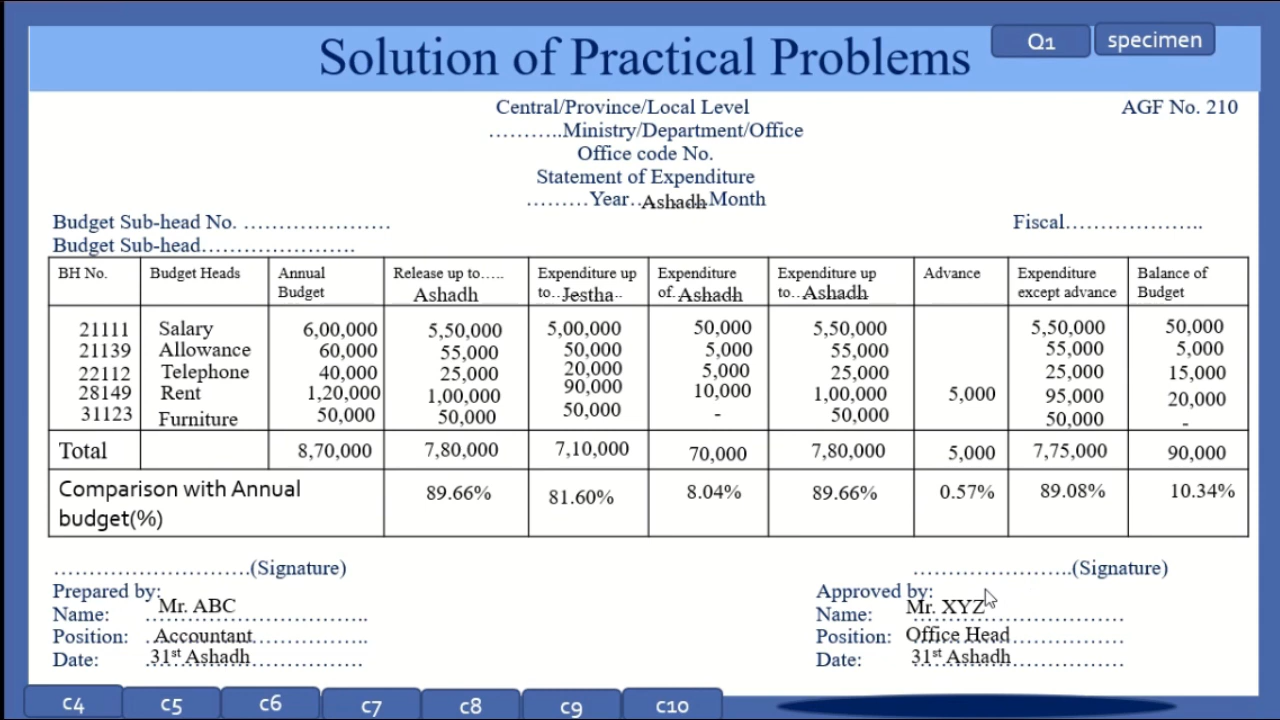 Solution of Practical Problems
Q1
specimen
Central/Province/Local Level
AGF No. 210
………..Ministry/Department/Office
Office code No.
Statement of Expenditure
………Year..Ashadh.Month
Budget Sub-head No. …………………
Fiscal………………..
Budget Sub-head………………….
BH No. Budget Heads Annual Budget Release up to….. Ashadh Expenditure up to…Jestha.. Expenditure of. Ashadh Expenditure up to..Ashadh Advance Expenditure except advance Balance of Budget
21111 Salary 6,00,000 5,50,000 5,00,000 50,000 5,50,000 5,50,000 50,000
21139 Allowance 60,000 55,000 50,000 5,000 55,000 55,000 5,000
22112 Telephone 40,000 25,000 20,000 5,000 25,000 25,000 15,000
28149 Rent 1,20,000 1,00,000 90,000 10,000 1,00,000 5,000 95,000 20,000
31123 Furniture 50,000 50,000 50,000 - 50,000 50,000 -
Total 8,70,000 7,80,000 7,10,000 70,000 7,80,000 5,000 7,75,000 90,000
Comparison with Annual budget(%) 89.66% 81.60% 8.04% 89.66% 0.57% 89.08% 10.34%
……………………….(Signature)
…………………..(Signature)
Prepared by:
Approved by:
Name: Mr. ABC
Name: Mr. XYZ
Position: Accountant
Position: Office Head
Date: 31st Ashadh
Date: 31st Ashadh
c4
c5
c6
c7
c8
c9
c10